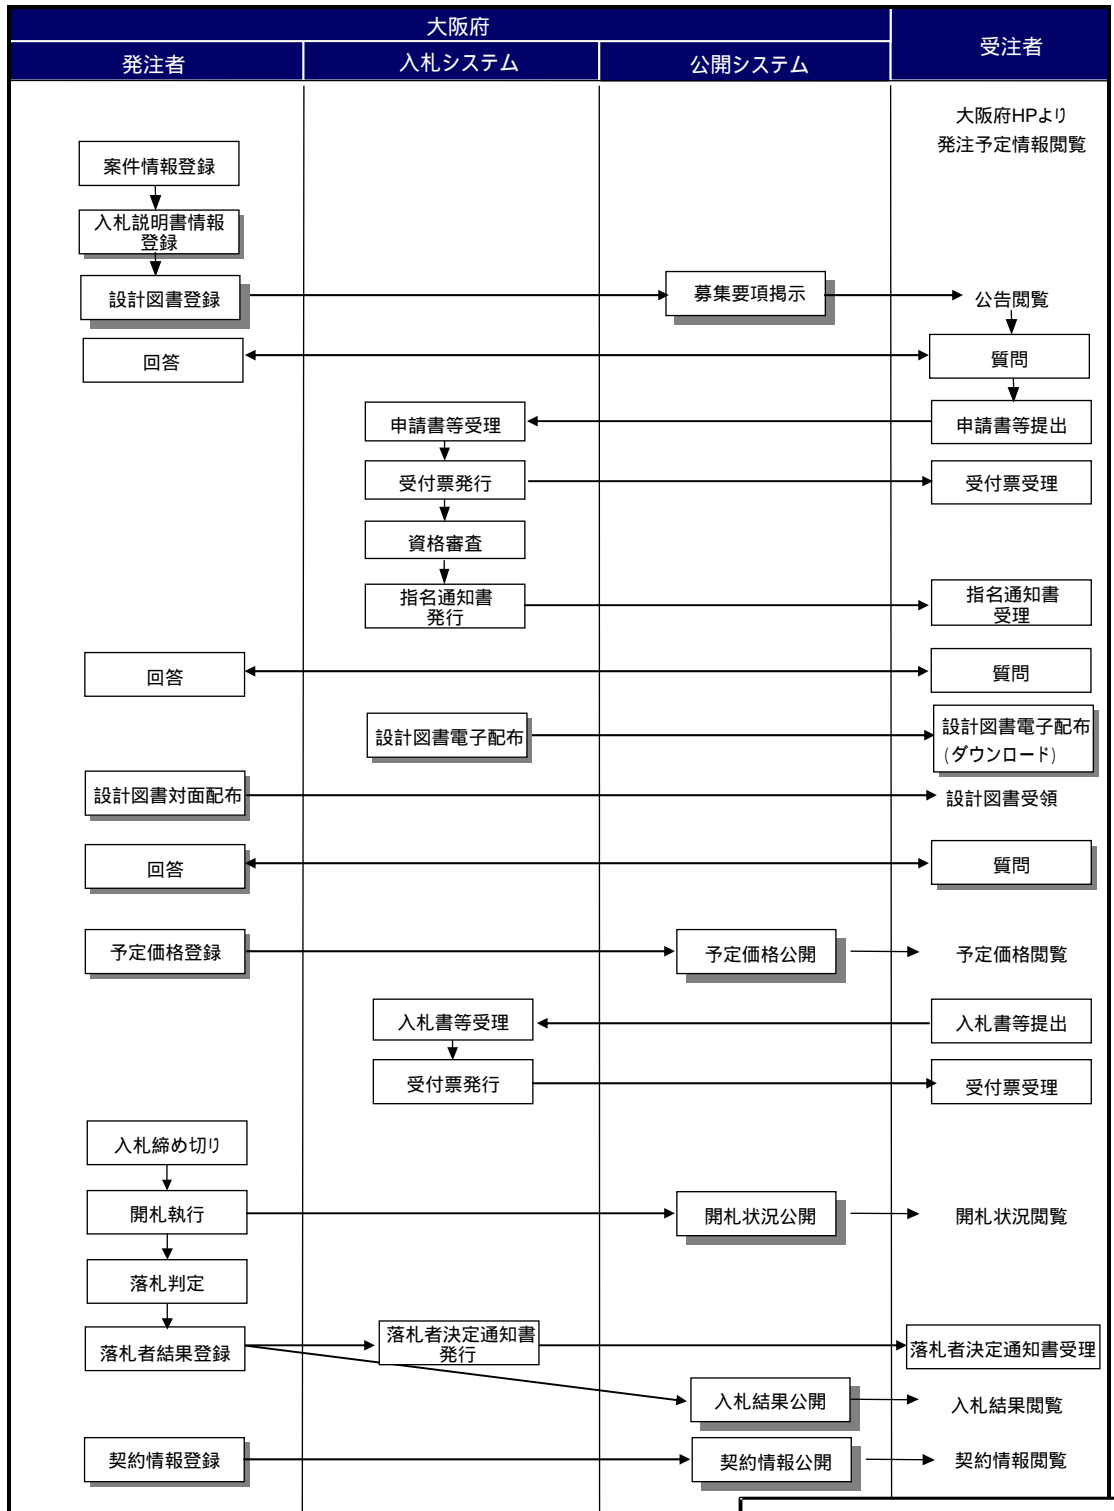 大阪府
受注者
発注者
入札システム
公開システム
大阪府HPより
発注予定情報閲覧
案件情報登録
入札説明書情報
登録
設計図書登録
募集要項掲示
公告閲覧
回答
質問
申請書等受理
申請書等提出
受付票発行
受付票受理
資格審査
指名通知書
発行
指名通知書
受理
回答
質問
設計図書電子配布
設計図書電子配布
(ダウンロード)
設計図書対面配布
設計図書受領
回答
質問
予定価格登録
予定価格公開
予定価格閲覧
入札書等受理
入札書等提出
受付票発行
受付票受理
入札締め切り
開札執行
開札状況公開
開札状況閲覧
落札判定
落札者結果登録
落札者決定通知書
発行
落札者決定通知書受理
入札結果公開
入札結果閲覧
契約情報登録
契約情報公開
契約情報閲覧